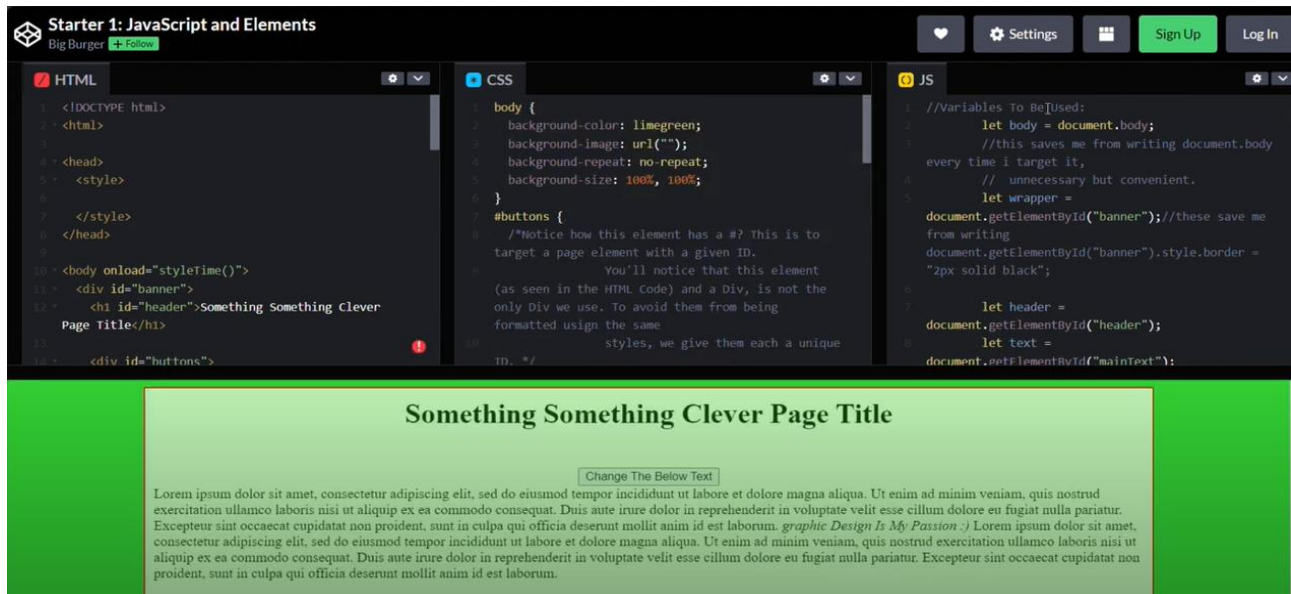 Starter 1: JavaScript and Elements
Big Burger + Follow
Settings
Sign Up
Log In
HTML
1 <!DOCTYPE html>
2 <html>
3
4 <head>
5 <style>
6
7 </style>
8 </head>
9
10 <body onload="styleTime()">
11 <div id="banner">
12 <h1 id="header">Something Something Clever
Page Title</h1>
13
14 <div id="buttons">
CSS
1 body {
2 background-color: limegreen;
3 background-image: url("");
4 background-repeat: no-repeat;
5 background-size: 100%, 100%;
6 }
7 #buttons {
8 /*Notice how this element has a #? This is to
target a page element with a given ID.
9 You'll notice that this element
(as seen in the HTML Code) and a Div, is not the
only Div we use. To avoid them from being
formatted usign the same
10 styles, we give them each a unique
ID. */
JS
1 //Variables To Be Used:
2 let body = document.body;
3 //this saves me from writing document.body
every time i target it,
4 // unnecessary but convenient.
5 let wrapper =
document.getElementById("banner");//these save me
from writing
document.getElementById("banner").style.border =
"2px solid black";
6
7 let header =
document.getElementById("header");
8 let text =
document.getElementById("mainText");
Something Something Clever Page Title
Change The Below Text
Lorem ipsum dolor sit amet, consectetur adipiscing elit, sed do eiusmod tempor incididunt ut labore et dolore magna aliqua. Ut enim ad minim veniam, quis nostrud
exercitation ullamco laboris nisi ut aliquip ex ea commodo consequat. Duis aute irure dolor in reprehenderit in voluptate velit esse cillum dolore eu fugiat nulla pariatur.
Excepteur sint occaecat cupidatat non proident, sunt in culpa qui officia deserunt mollit anim id est laborum. graphic Design Is My Passion :) Lorem ipsum dolor sit amet,
consectetur adipiscing elit, sed do eiusmod tempor incididunt ut labore et dolore magna aliqua. Ut enim ad minim veniam, quis nostrud exercitation ullamco laboris nisi ut
aliquip ex ea commodo consequat. Duis aute irure dolor in reprehenderit in voluptate velit esse cillum dolore eu fugiat nulla pariatur. Excepteur sint occaecat cupidatat non
proident, sunt in culpa qui officia deserunt mollit anim id est laborum.